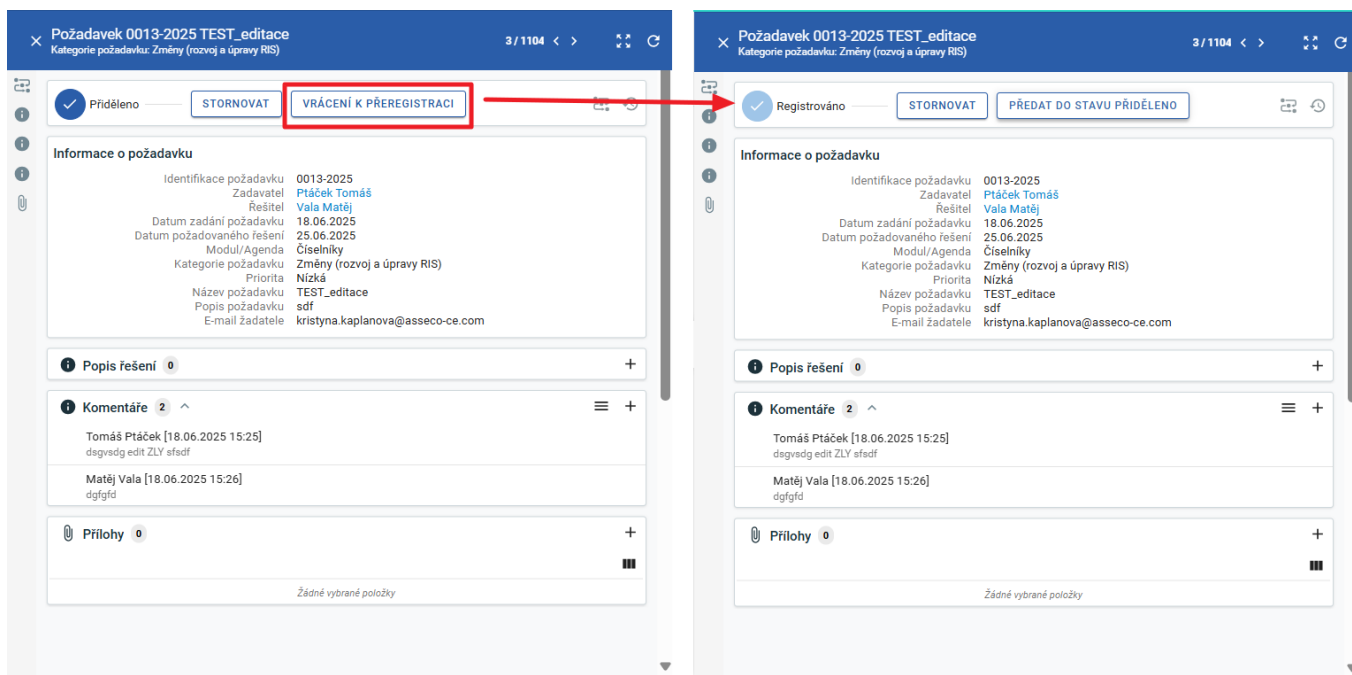 Požadavek 0013-2025 TEST_editace
Kategorie požadavku: Změny (rozvoj a úpravy RIS)
3 / 1104
Přiděleno
STORNOVAT
VRÁCENÍ K PŘEREGISTRACI
Informace o požadavku
Identifikace požadavku 0013-2025
Zadavatel Ptáček Tomáš
Řešitel Vala Matěj
Datum zadání požadavku 18.06.2025
Datum požadovaného řešení 25.06.2025
Modul/Agenda Číselníky
Kategorie požadavku Změny (rozvoj a úpravy RIS)
Priorita Nízká
Název požadavku TEST_editace
Popis požadavku sdf
E-mail žadatele kristyna.kaplanova@asseco-ce.com
Popis řešení 0
Komentáře 2
Tomáš Ptáček [18.06.2025 15:25]
dsgvsdg edit ZLY sfsdf
Matěj Vala [18.06.2025 15:26]
dgfgfd
Přílohy 0
Žádné vybrané položky
Požadavek 0013-2025 TEST_editace
Kategorie požadavku: Změny (rozvoj a úpravy RIS)
3 / 1104
Registrováno
STORNOVAT
PŘEDAT DO STAVU PŘIDĚLENO
Informace o požadavku
Identifikace požadavku 0013-2025
Zadavatel Ptáček Tomáš
Řešitel Vala Matěj
Datum zadání požadavku 18.06.2025
Datum požadovaného řešení 25.06.2025
Modul/Agenda Číselníky
Kategorie požadavku Změny (rozvoj a úpravy RIS)
Priorita Nízká
Název požadavku TEST_editace
Popis požadavku sdf
E-mail žadatele kristyna.kaplanova@asseco-ce.com
Popis řešení 0
Komentáře 2
Tomáš Ptáček [18.06.2025 15:25]
dsgvsdg edit ZLY sfsdf
Matěj Vala [18.06.2025 15:26]
dgfgfd
Přílohy 0
Žádné vybrané položky